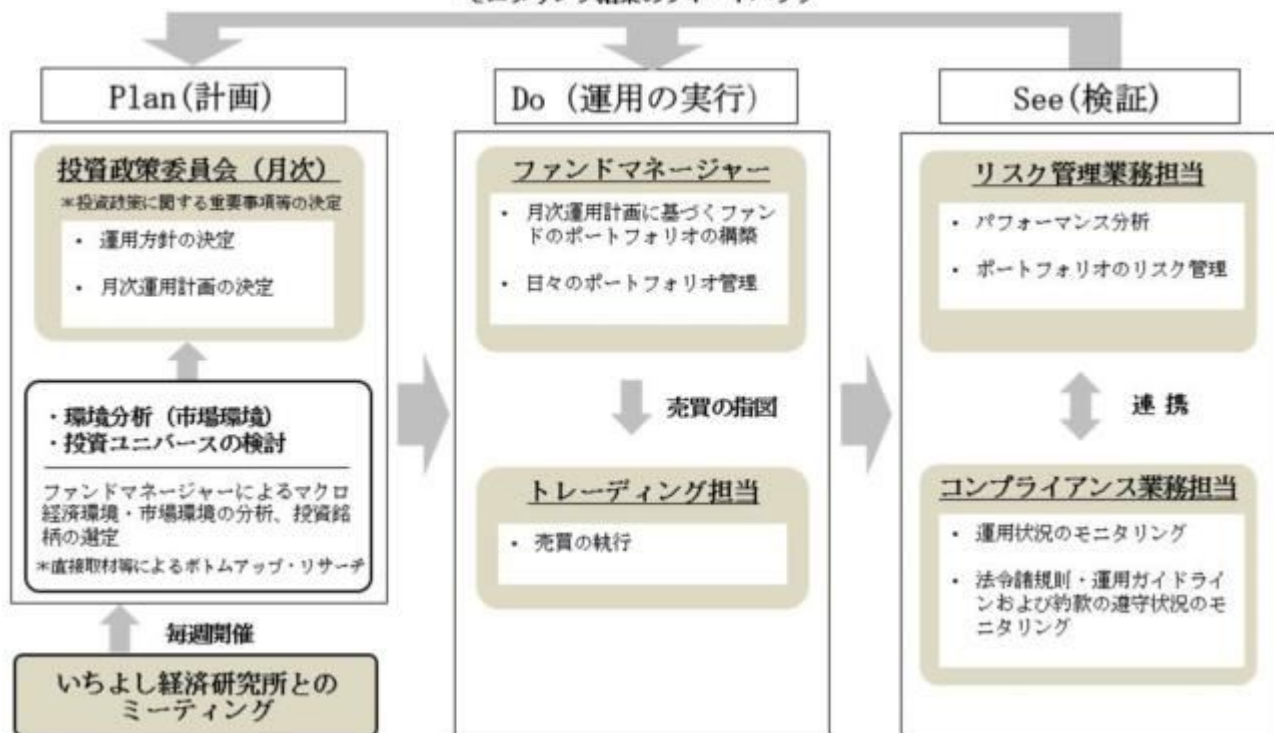 Plan(計画)
投資政策委員会(月次)
*投資政策に関する重要事項等の決定
・ 運用方針の決定
・ 月次運用計画の決定
・環境分析(市場環境)
・投資ユニバースの検討
ファンドマネージャーによるマクロ
経済環境・市場環境の分析、投資銘
柄の選定
*直接取材等によるボトムアップ・リサーチ
毎週開催
いちよし経済研究所との
ミーティング
Do (運用の実行)
ファンドマネージャー
・ 月次運用計画に基づくファン
ドのポートフォリオの構築
・ 日々のポートフォリオ管理
売買の指図
トレーディング担当
・ 売買の執行
See(検証)
リスク管理業務担当
・ パフォーマンス分析
・ ポートフォリオのリスク管理
連 携
コンプライアンス業務担当
・ 運用状況のモニタリング
・ 法令諸規則・運用ガイドライ
ンおよび約款の遵守状況のモ
ニタリング